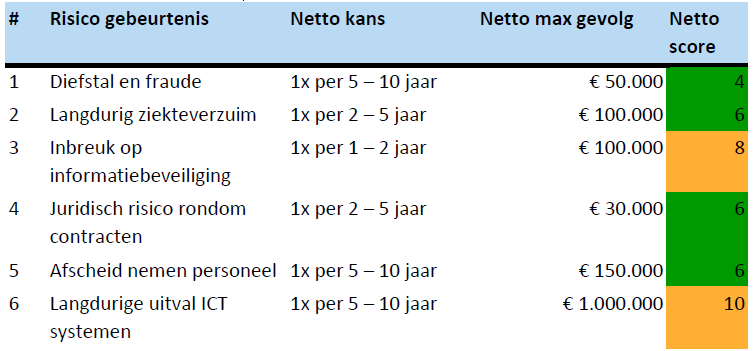 # Risico gebeurtenis Netto kans Netto max gevolg Netto
score
1 Diefstal en fraude 1x per 5 – 10 jaar € 50.000 4
2 Langdurig ziekteverzuim 1x per 2 – 5 jaar € 100.000 6
3 Inbreuk op 1x per 1 – 2 jaar € 100.000 8
informatiebeveiliging
4 Juridisch risico rondom 1x per 2 – 5 jaar € 30.000 6
contracten
5 Afscheid nemen personeel 1x per 5 – 10 jaar € 150.000 6
6 Langdurige uitval ICT 1x per 5 – 10 jaar € 1.000.000 10
systemen